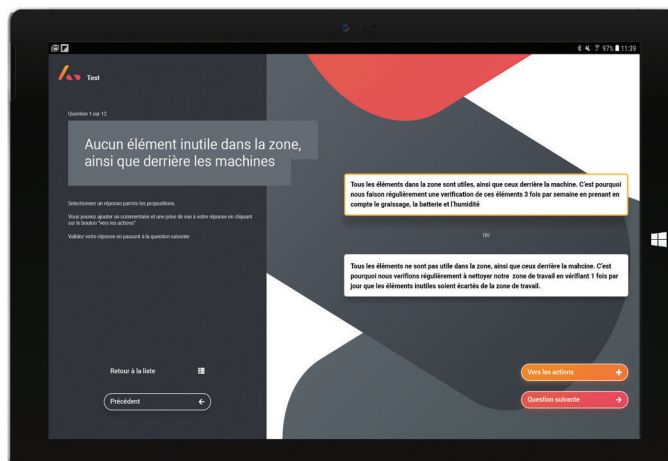 97% 11:39
Test
Question 1 sur 12
Aucun élément inutile dans la zone,
ainsi que derrière les machines
Selectionnez un réponse parmis les propositions.
Vous pouvez ajouter un commentaire et une prise de vue à votre réponse en cliquant
sur le bouton "vers les actions"
Validez votre réponse en passant à la question suivante
Retour à la liste
Précédent
Tous les éléments dans la zone sont utiles, ainsi que ceux derrière la machine. C'est pourquoi
nous faison régulièrement une verification de ces éléments 3 fois par semaine en prenant en
compte le graissage, la batterie et l'humidité
OU
Tous les éléments ne sont pas utile dans la zone, ainsi que ceux derrière la mahcine. C'est
pourquoi nous verifions régulièrement à nettoyer notre zone de travail en vérifiant 1 fois par
jour que les éléments inutiles soient écartés de la zone de travail.
Vers les actions
Question suivante